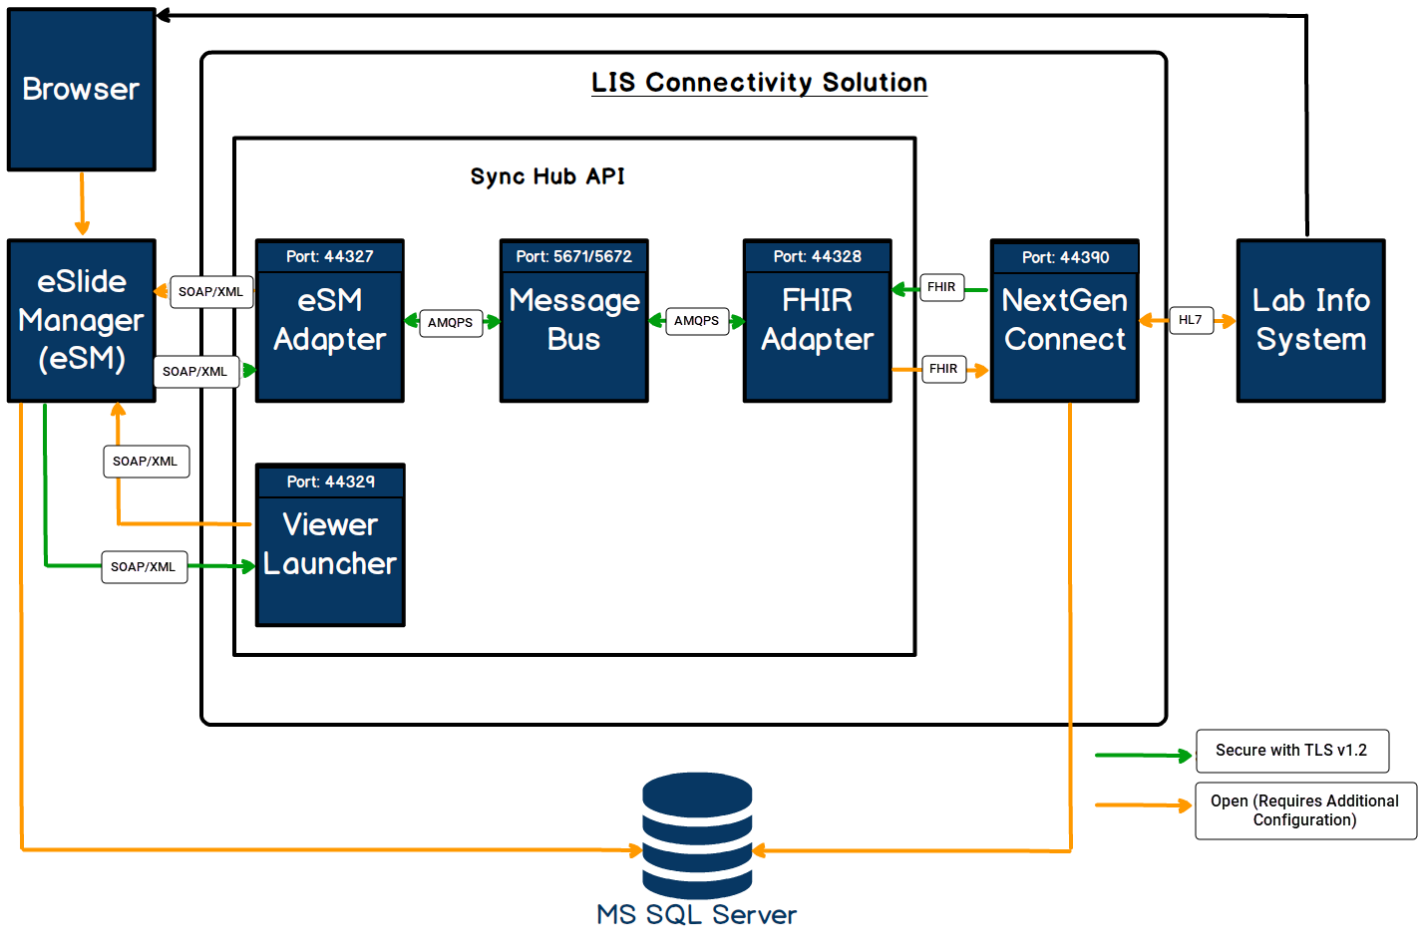 Browser
LIS Connectivity Solution
Sync Hub API
eSlide
Manager
(eSM)
SOAP/XML
SOAP/XML
Port: 44327
eSM
Adapter
AMQPS
Port: 5671/5672
Message
Bus
AMQPS
Port: 44328
FHIR
Adapter
FHIR
FHIR
Port: 44390
NextGen
Connect
HL7
Lab Info
System
SOAP/XML
SOAP/XML
Port: 44329
Viewer
Launcher
Secure with TLS v1.2
Open (Requires Additional
Configuration)
MS SQL Server